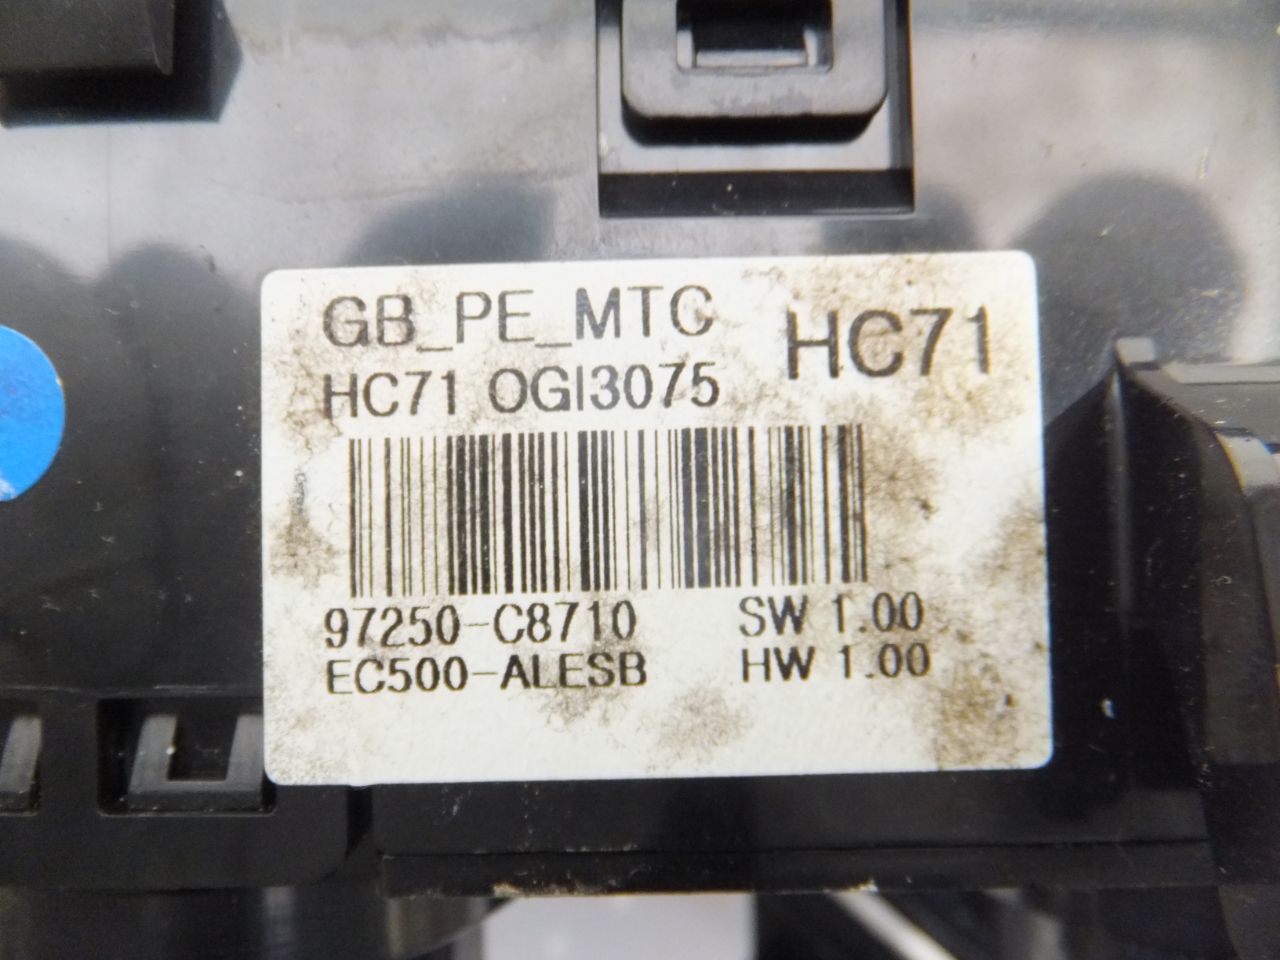 GB_PE_MTC
HC71
HC71 OGI3075
97250-C8710
SW 1.00
EC500-ALESB
HW 1.00